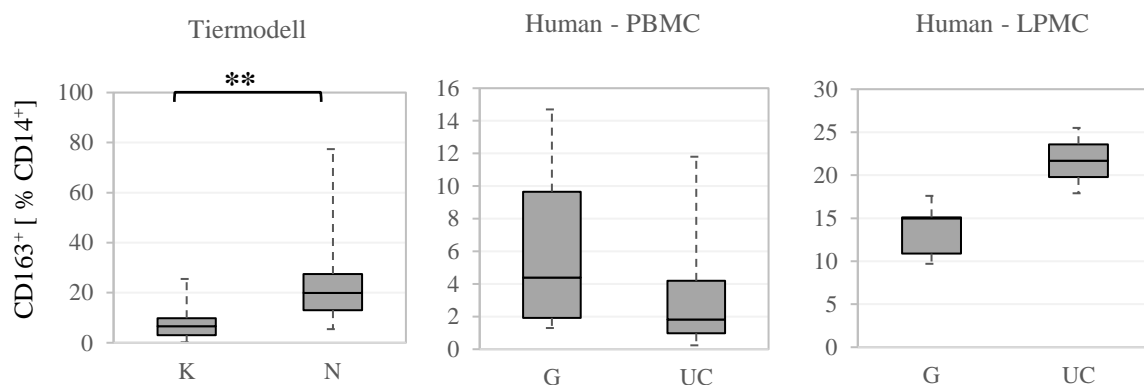 Tiermodell
Human - PBMC
Human - LPMC
CD163⁺ [ % CD14⁺]
**
100
80
60
40
20
0
K
N
16
14
12
10
8
6
4
2
0
G
UC
30
25
20
15
10
5
0
G
UC